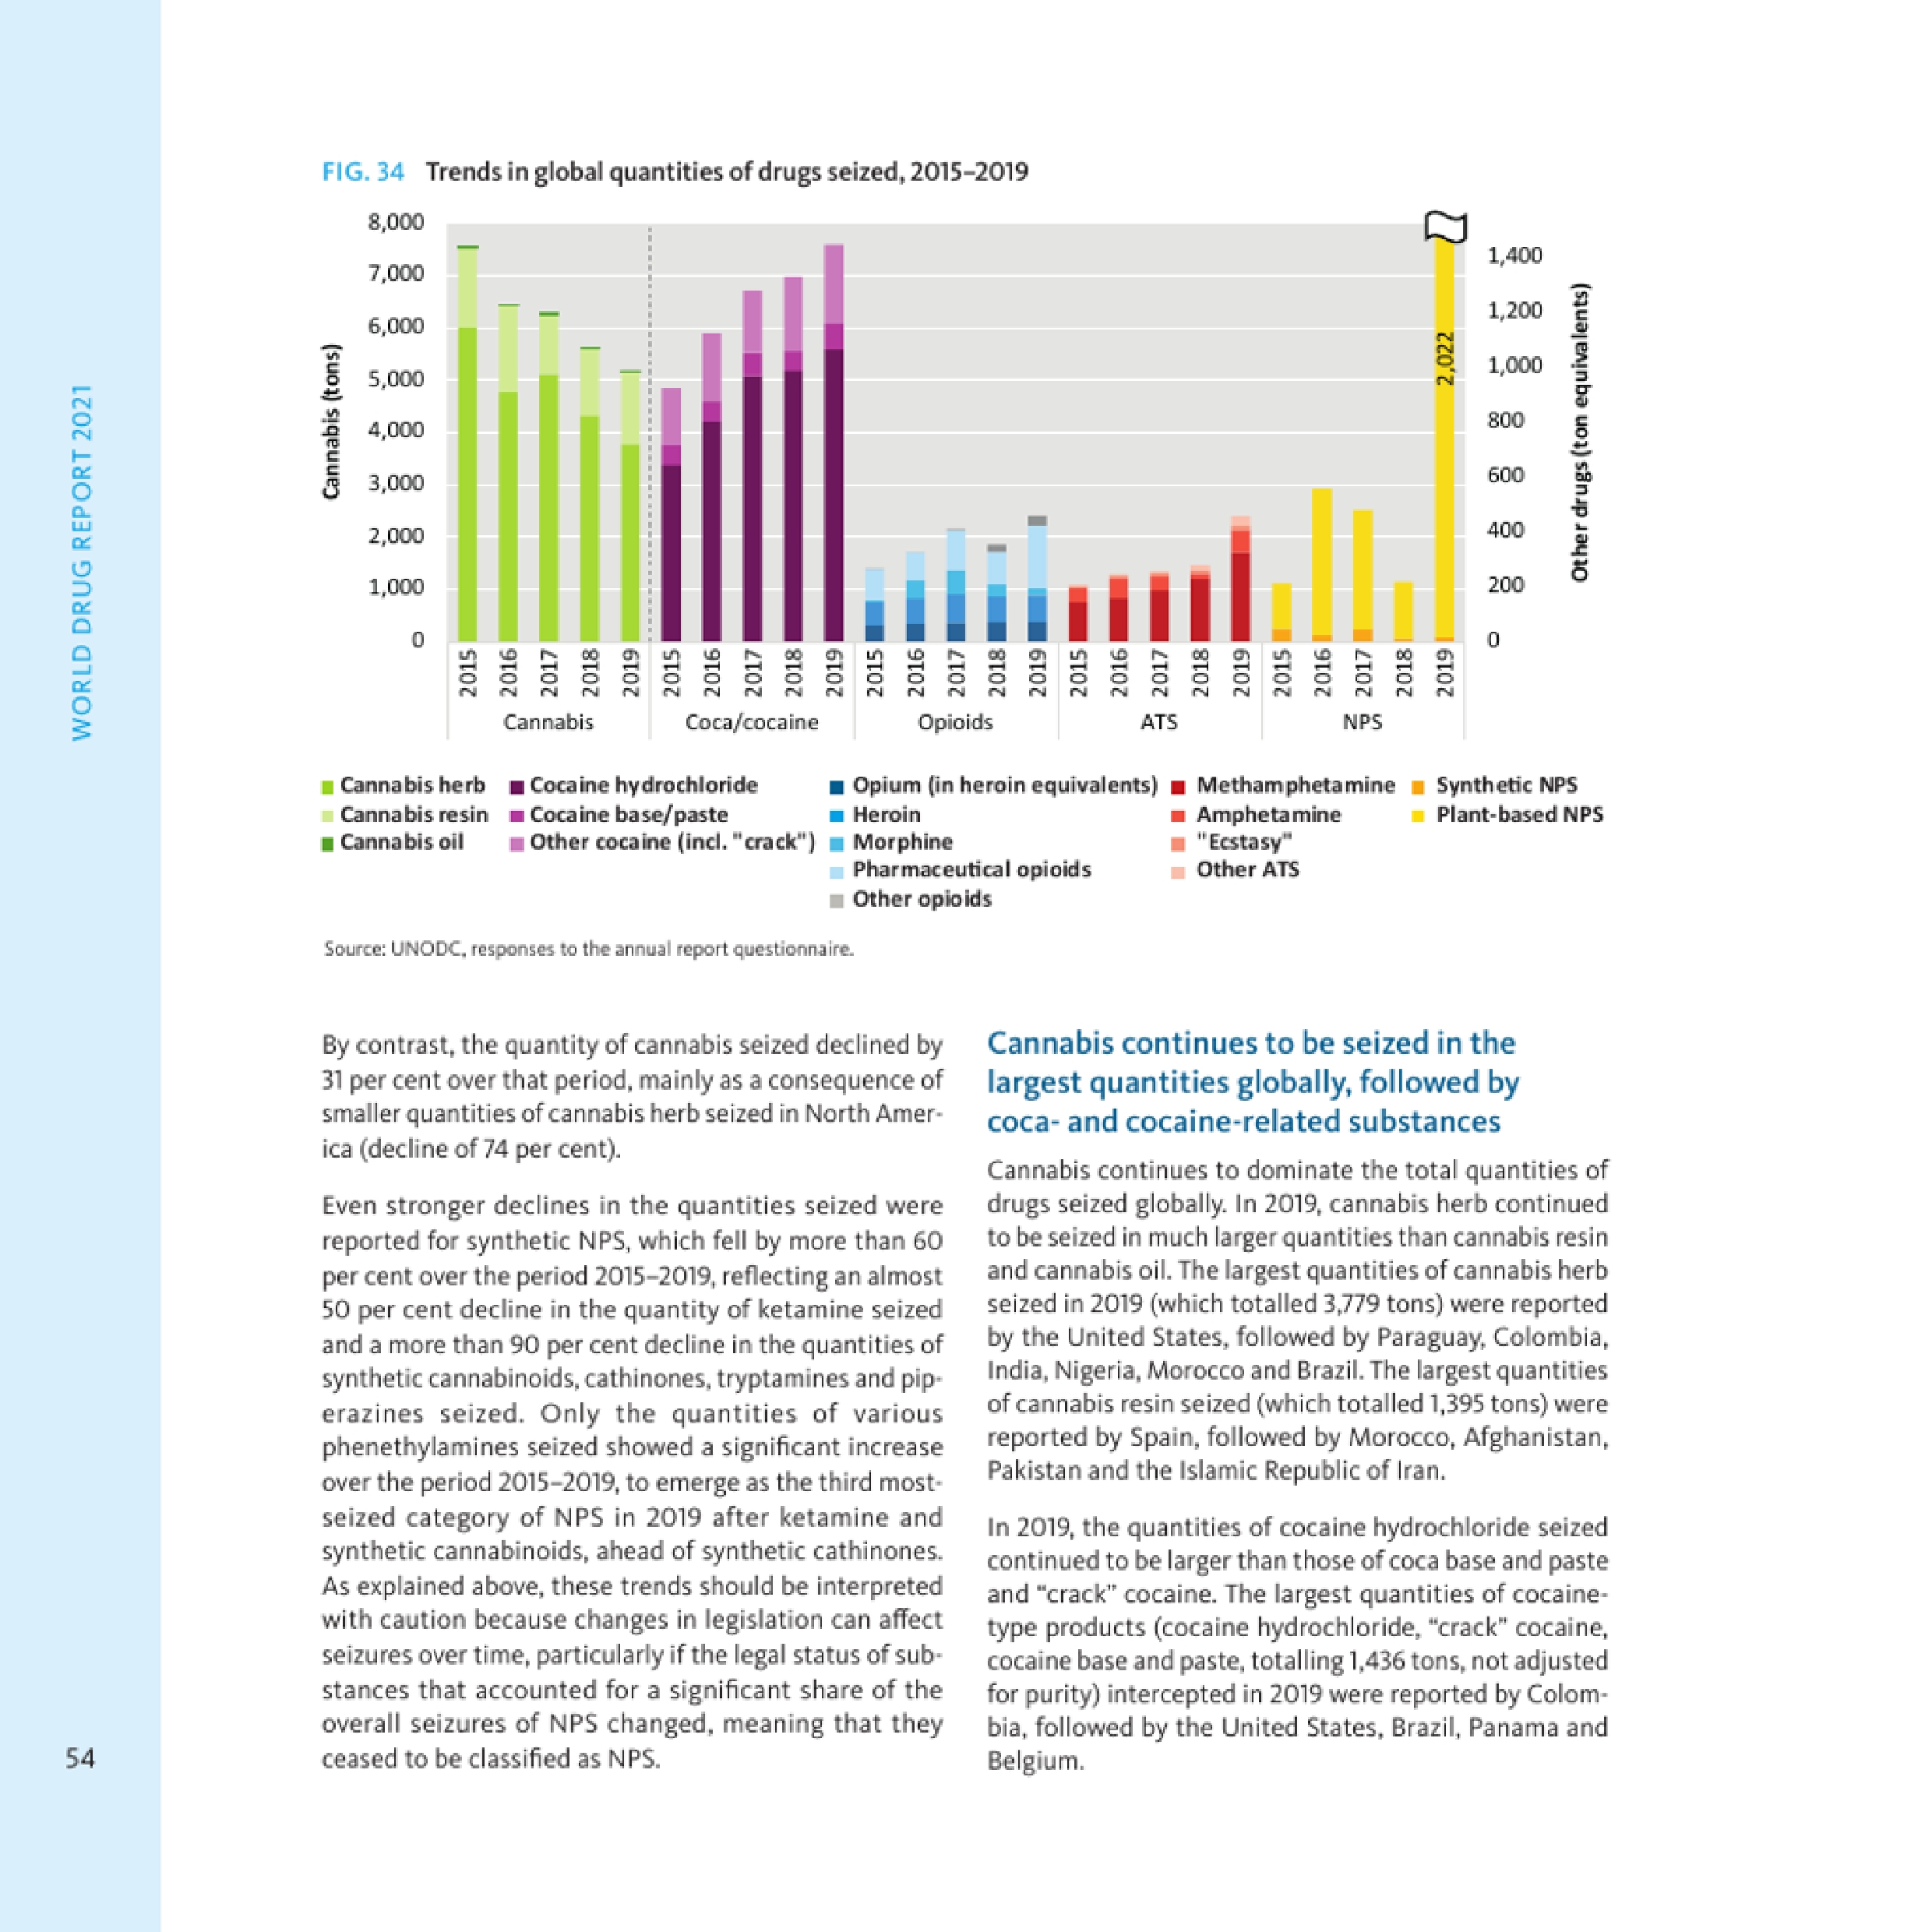 WORLD DRUG REPORT 2021
FIG. 34 Trends in global quantities of drugs seized, 2015–2019
Cannabis (tons)
8,000
7,000
6,000
5,000
4,000
3,000
2,000
1,000
0
2,022
1,400
1,200
1,000
800
600
400
200
0
Other drugs (ton equivalents)
2015 2016 2017 2018 2019 2015 2016 2017 2018 2019 2015 2016 2017 2018 2019 2015 2016 2017 2018 2019 2015 2016 2017 2018 2019
Cannabis Coca/cocaine Opioids ATS NPS
Cannabis herb
Cannabis resin
Cannabis oil
Cocaine hydrochloride
Cocaine base/paste
Other cocaine (incl. "crack")
Opium (in heroin equivalents)
Heroin
Morphine
Pharmaceutical opioids
Other opioids
Methamphetamine
Amphetamine
"Ecstasy"
Other ATS
Synthetic NPS
Plant-based NPS
Source: UNODC, responses to the annual report questionnaire.
By contrast, the quantity of cannabis seized declined by
31 per cent over that period, mainly as a consequence of
smaller quantities of cannabis herb seized in North Amer-
ica (decline of 74 per cent).
Even stronger declines in the quantities seized were
reported for synthetic NPS, which fell by more than 60
per cent over the period 2015–2019, reflecting an almost
50 per cent decline in the quantity of ketamine seized
and a more than 90 per cent decline in the quantities of
synthetic cannabinoids, cathinones, tryptamines and pip-
erazines seized. Only the quantities of various
phenethylamines seized showed a significant increase
over the period 2015–2019, to emerge as the third most-
seized category of NPS in 2019 after ketamine and
synthetic cannabinoids, ahead of synthetic cathinones.
As explained above, these trends should be interpreted
with caution because changes in legislation can affect
seizures over time, particularly if the legal status of sub-
stances that accounted for a significant share of the
overall seizures of NPS changed, meaning that they
ceased to be classified as NPS.
Cannabis continues to be seized in the
largest quantities globally, followed by
coca- and cocaine-related substances
Cannabis continues to dominate the total quantities of
drugs seized globally. In 2019, cannabis herb continued
to be seized in much larger quantities than cannabis resin
and cannabis oil. The largest quantities of cannabis herb
seized in 2019 (which totalled 3,779 tons) were reported
by the United States, followed by Paraguay, Colombia,
India, Nigeria, Morocco and Brazil. The largest quantities
of cannabis resin seized (which totalled 1,395 tons) were
reported by Spain, followed by Morocco, Afghanistan,
Pakistan and the Islamic Republic of Iran.
In 2019, the quantities of cocaine hydrochloride seized
continued to be larger than those of coca base and paste
and “crack” cocaine. The largest quantities of cocaine-
type products (cocaine hydrochloride, “crack” cocaine,
cocaine base and paste, totalling 1,436 tons, not adjusted
for purity) intercepted in 2019 were reported by Colom-
bia, followed by the United States, Brazil, Panama and
Belgium.
54